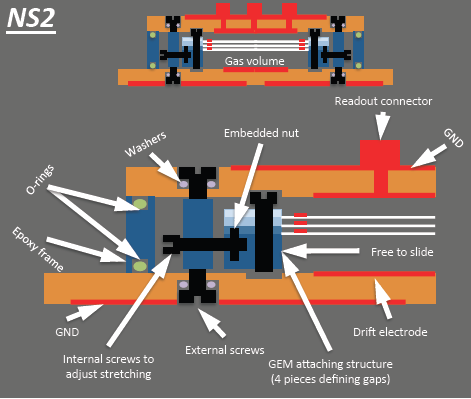 NS2
Gas volume
Readout connector
Embedded nut
GND
Washers
O-rings
Epoxy frame
Free to slide
GND
Drift electrode
Internal screws to
adjust stretching
External screws
GEM attaching structure
(4 pieces defining gaps)